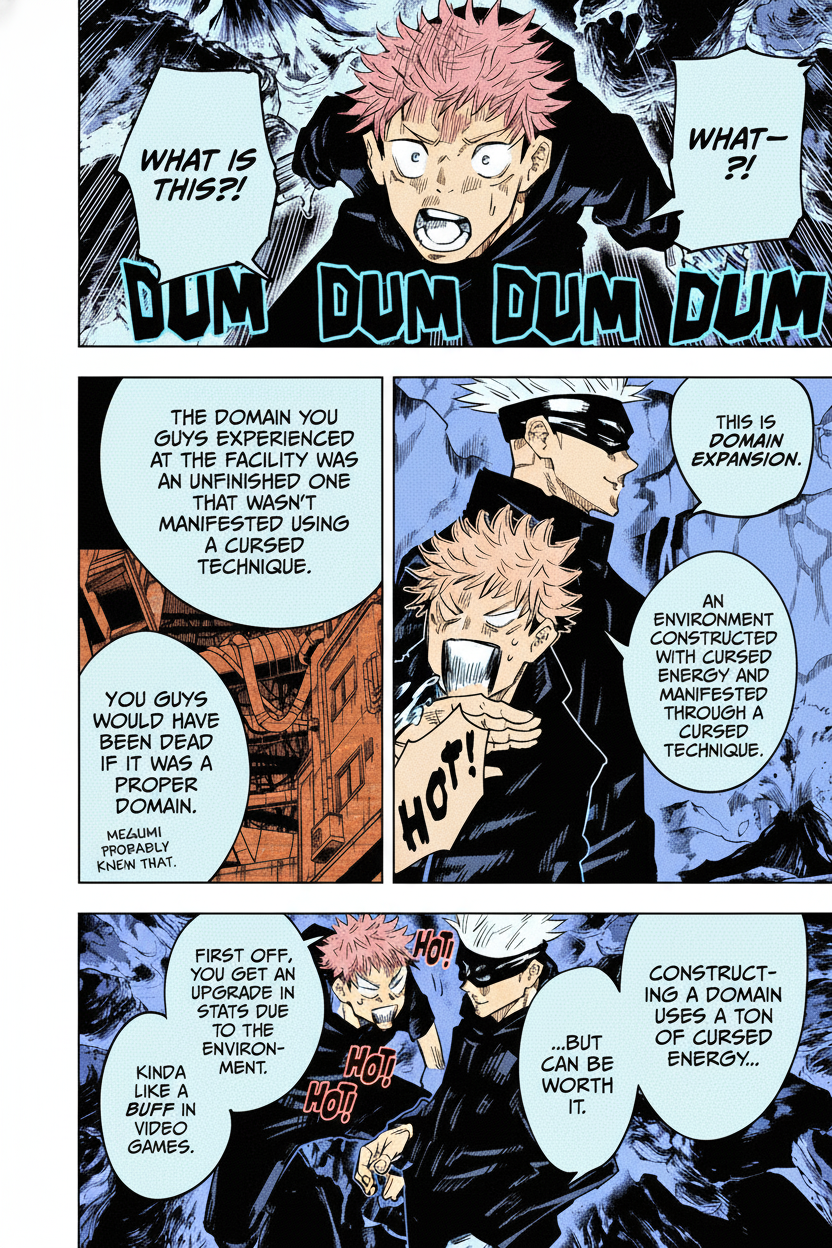 WHAT—
?!
WHAT IS
THIS?!
DUM DUM DUM DUM
THIS IS
DOMAIN
EXPANSION.
AN
ENVIRONMENT
CONSTRUCTED
WITH CURSED
ENERGY AND
MANIFESTED
THROUGH A
CURSED
TECHNIQUE.
HOT!
THE DOMAIN YOU
GUYS EXPERIENCED
AT THE FACILITY WAS
AN UNFINISHED ONE
THAT WASN'T
MANIFESTED USING
A CURSED
TECHNIQUE.
YOU GUYS
WOULD HAVE
BEEN DEAD
IF IT WAS A
PROPER
DOMAIN.
MEGUMI
PROBABLY
KNEW THAT.
CONSTRUCT-
ING A DOMAIN
USES A TON
OF CURSED
ENERGY...
...BUT
CAN BE
WORTH
IT.
HOT!
HOT!
HOT!
FIRST OFF,
YOU GET AN
UPGRADE IN
STATS DUE
TO THE
ENVIRON-
MENT.
KINDA
LIKE A
BUFF IN
VIDEO
GAMES.